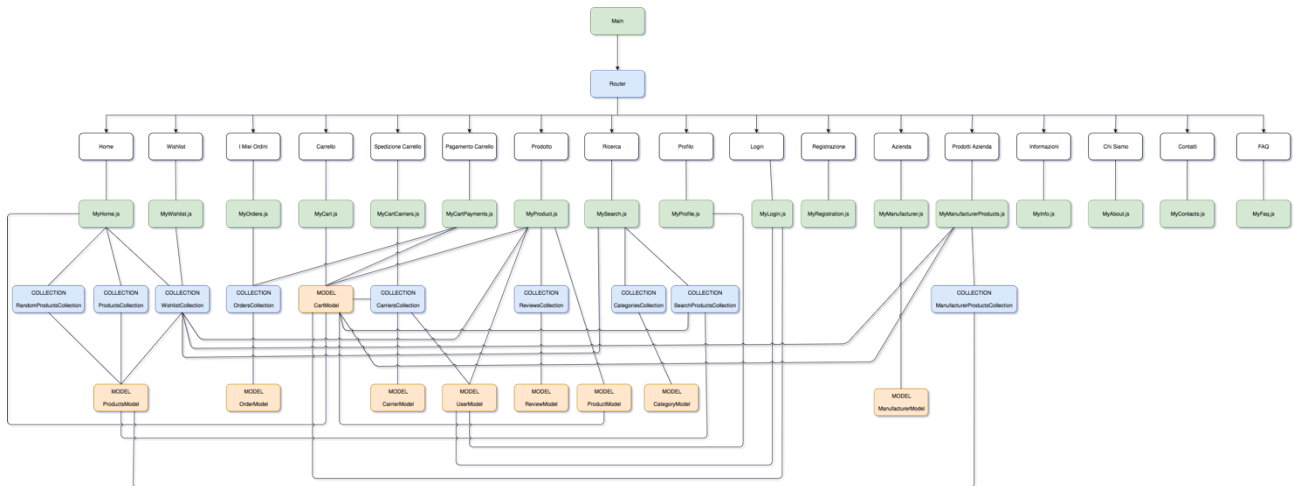 Main
Router
Home
Wishlist
I Miei Ordini
Carrello
Spedizione Carrello
Pagamento Carrello
Prodotto
Ricerca
Profilo
Login
Registrazione
Azienda
Prodotti Azienda
Informazioni
Chi Siamo
Contatti
FAQ
MyHome.js
MyWishlist.js
MyOrders.js
MyCart.js
MyCartCarriers.js
MyCartPayments.js
MyProduct.js
MySearch.js
MyProfile.js
MyLogin.js
MyRegistration.js
MyManufacturer.js
MyManufacturerProducts.js
MyInfo.js
MyAbout.js
MyContacts.js
MyFaq.js
COLLECTION
RandomProductsCollection
COLLECTION
ProductsCollection
COLLECTION
WishlistCollection
COLLECTION
OrdersCollection
MODEL
CartModel
COLLECTION
CarriersCollection
COLLECTION
ReviewsCollection
COLLECTION
CategoriesCollection
COLLECTION
SearchProductsCollection
COLLECTION
ManufacturerProductsCollection
MODEL
ProductsModel
MODEL
OrderModel
MODEL
CarrierModel
MODEL
UserModel
MODEL
ReviewModel
MODEL
ProductModel
MODEL
CategoryModel
MODEL
ManufacturerModel